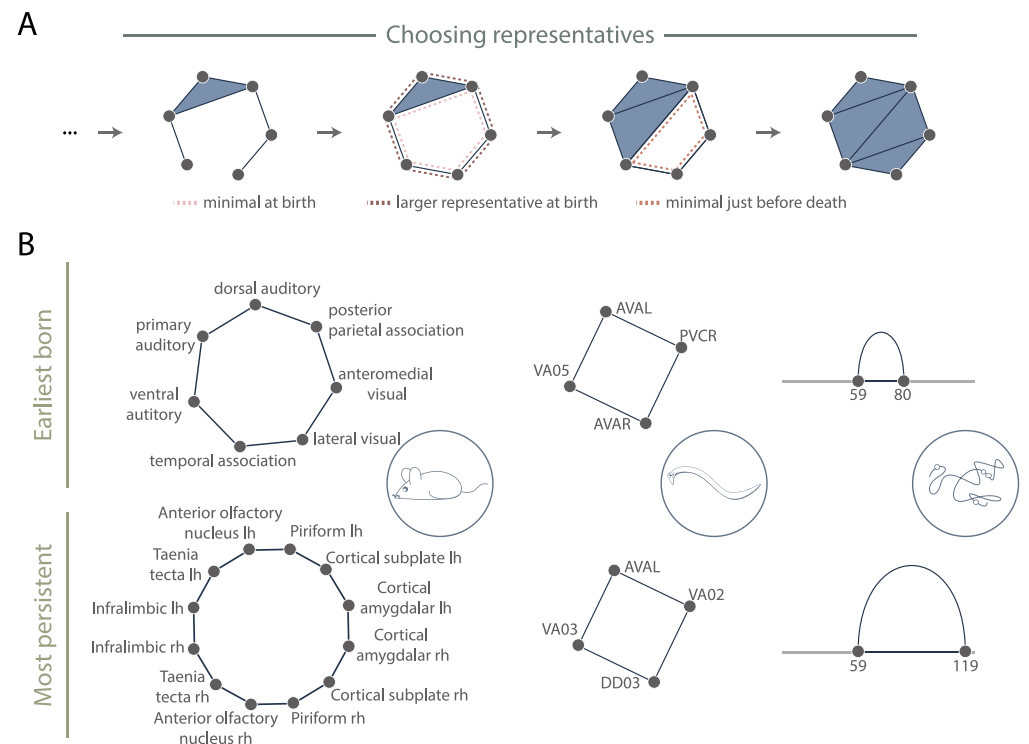 A
Choosing representatives
...
minimal at birth
larger representative at birth
minimal just before death
B
Earliest born
dorsal auditory
posterior
parietal association
primary
auditory
anteromedial
visual
ventral
autitory
lateral visual
temporal association
AVAL
PVCR
VA05
AVAR
59
80
Most persistent
Anterior olfactory
nucleus lh
Piriform lh
Taenia
tecta lh
Cortical subplate lh
Infralimbic lh
Cortical
amygdalar lh
Infralimbic rh
Cortical
amygdalar rh
Taenia
tecta rh
Cortical subplate rh
Anterior olfactory
nucleus rh
Piriform rh
AVAL
VA02
VA03
DD03
59
119